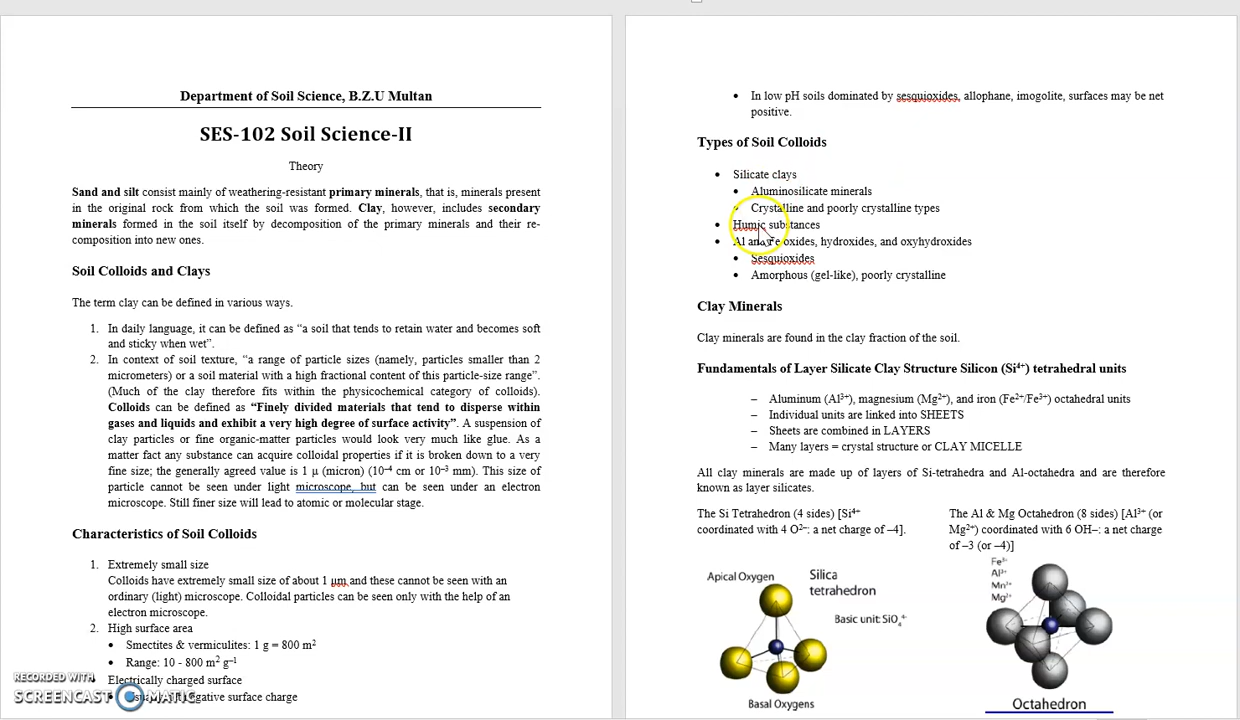 Department of Soil Science, B.Z.U Multan
SES-102 Soil Science-II
Theory
Sand and silt consist mainly of weathering-resistant primary minerals, that is, minerals present
in the original rock from which the soil was formed. Clay, however, includes secondary
minerals formed in the soil itself by decomposition of the primary minerals and their re-
composition into new ones.
Soil Colloids and Clays
The term clay can be defined in various ways.
1. In daily language, it can be defined as “a soil that tends to retain water and becomes soft
and sticky when wet”.
2. In context of soil texture, “a range of particle sizes (namely, particles smaller than 2
micrometers) or a soil material with a high fractional content of this particle-size range”.
(Much of the clay therefore fits within the physicochemical category of colloids).
Colloids can be defined as “Finely divided materials that tend to disperse within
gases and liquids and exhibit a very high degree of surface activity”. A suspension of
clay particles or fine organic-matter particles would look very much like glue. As a
matter fact any substance can acquire colloidal properties if it is broken down to a very
fine size; the generally agreed value is 1 μ (micron) (10⁻⁴ cm or 10⁻³ mm). This size of
particle cannot be seen under light microscope, but can be seen under an electron
microscope. Still finer size will lead to atomic or molecular stage.
Characteristics of Soil Colloids
1. Extremely small size
Colloids have extremely small size of about 1 μm and these cannot be seen with an
ordinary (light) microscope. Colloidal particles can be seen only with the help of an
electron microscope.
2. High surface area
• Smectites & vermiculites: 1 g = 800 m²
• Range: 10 - 800 m² g⁻¹
Electrically charged surface
negative surface charge
RECORDED WITH
SCREENCAST MATIC
• In low pH soils dominated by sesquioxides, allophane, imogolite, surfaces may be net
positive.
Types of Soil Colloids
• Silicate clays
• Aluminosilicate minerals
• Crystalline and poorly crystalline types
• Humic substances
• Al and Fe oxides, hydroxides, and oxyhydroxides
• Sesquioxides
• Amorphous (gel-like), poorly crystalline
Clay Minerals
Clay minerals are found in the clay fraction of the soil.
Fundamentals of Layer Silicate Clay Structure Silicon (Si⁴⁺) tetrahedral units
– Aluminum (Al³⁺), magnesium (Mg²⁺), and iron (Fe²⁺/Fe³⁺) octahedral units
– Individual units are linked into SHEETS
– Sheets are combined in LAYERS
– Many layers = crystal structure or CLAY MICELLE
All clay minerals are made up of layers of Si-tetrahedra and Al-octahedra and are therefore
known as layer silicates.
The Si Tetrahedron (4 sides) [Si⁴⁺
coordinated with 4 O²⁻: a net charge of –4].
The Al & Mg Octahedron (8 sides) [Al³⁺ (or
Mg²⁺) coordinated with 6 OH–: a net charge
of –3 (or –4)]
Apical Oxygen
Silica
tetrahedron
Basic unit: SiO₄⁴⁻
Basal Oxygens
Fe³⁺
Al³⁺
Mn²⁺
Mg²⁺
Octahedron